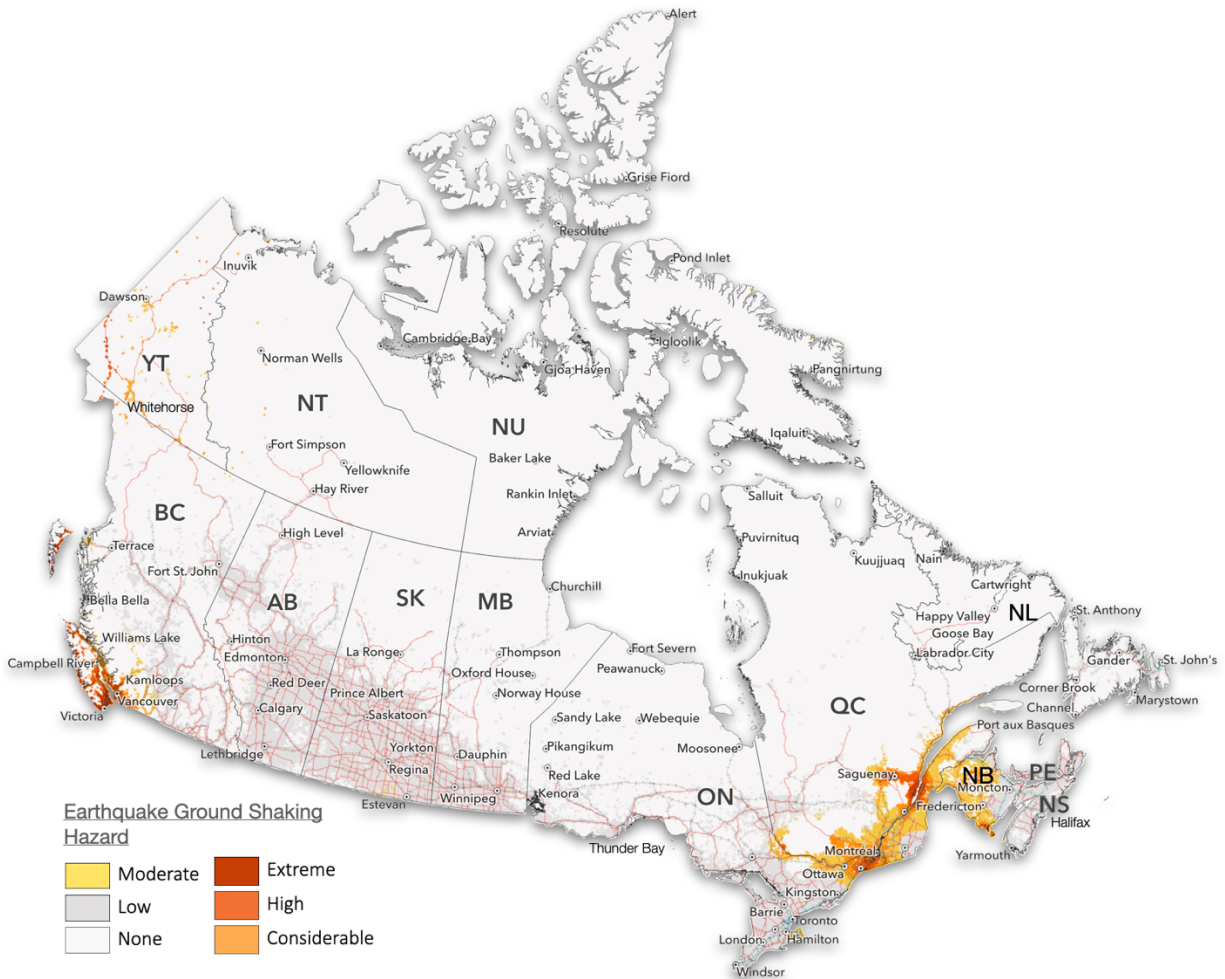 Alert
Grise Fiord
Resolute
Pond Inlet
Inuvik
Dawson
Cambridge Bay
Igloolik
Norman Wells
Gjoa Haven
Pangnirtung
YT
Whitehorse
NT
NU
Iqaluit
Fort Simpson
Baker Lake
Yellowknife
Hay River
Rankin Inlet
Salluit
BC
High Level
Arviat
Puvirnituq
Terrace
Kuujjuaq
Nain
Fort St. John
Inukjuak
Cartwright
Churchill
Bella Bella
AB
SK
MB
NL
Happy Valley
Goose Bay
St. Anthony
Williams Lake
Hinton
La Ronge
Thompson
Fort Severn
Labrador City
Campbell River
Edmonton
Oxford House
Peawanuck
Gander
St. John's
Kamloops
Red Deer
Prince Albert
Norway House
Corner Brook
Vancouver
Calgary
Saskatoon
Sandy Lake
Webequie
QC
Channel
Port aux Basques
Marystown
Victoria
Lethbridge
Yorkton
Dauphin
Pikangikum
Moosonee
Regina
Red Lake
Saguenay
NB
PE
Moncton
Estevan
Winnipeg
Kenora
ON
Fredericton
NS
Halifax
Thunder Bay
Montréal
Yarmouth
Ottawa
Kingston
Barrie
Toronto
London
Hamilton
Windsor
Earthquake Ground Shaking
Hazard
Moderate
Low
None
Extreme
High
Considerable